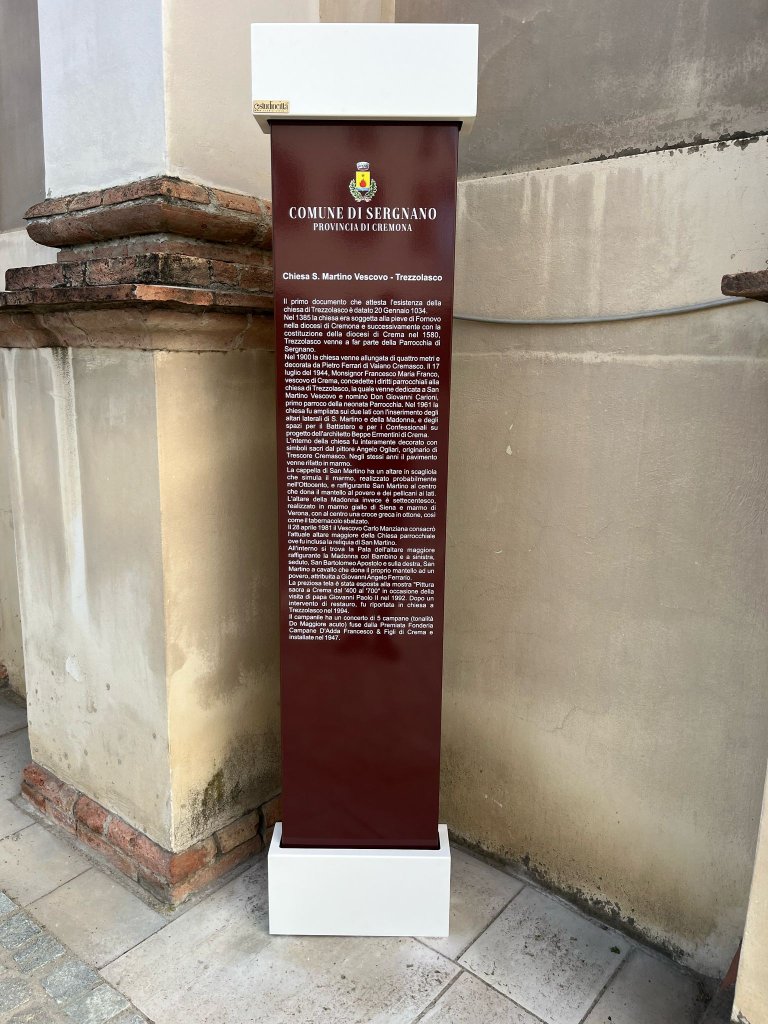 studincittà
COMUNE DI SERGNANO
PROVINCIA DI CREMONA
Chiesa S. Martino Vescovo - Trezzolasco
Il primo documento che attesta l'esistenza della
chiesa di Trezzolasco è datato 20 Gennaio 1034.
Nel 1385 la chiesa era soggetta alla pieve di Fornovo
nella diocesi di Cremona e successivamente con la
costituzione della diocesi di Crema nel 1580,
Trezzolasco venne a far parte della Parrocchia di
Sergnano.
Nel 1900 la chiesa venne allungata di quattro metri e
decorata da Pietro Ferrari di Vaiano Cremasco. Il 17
luglio del 1944, Monsignor Francesco Maria Franco,
vescovo di Crema, concedette i diritti parrocchiali alla
chiesa di Trezzolasco, la quale venne dedicata a San
Martino Vescovo e nominò Don Giovanni Carioni,
primo parroco della neonata Parrocchia. Nel 1961 la
chiesa fu ampliata sui due lati con l'inserimento degli
altari laterali di S. Martino e della Madonna, e degli
spazi per il Battistero e per i Confessionali su
progetto dell'architetto Beppe Ermentini di Crema.
L'interno della chiesa fu interamente decorato con
simboli sacri dal pittore Angelo Ogliari, originario di
Trescore Cremasco. Negli stessi anni il pavimento
venne rifatto in marmo.
La cappella di San Martino ha un altare in scagliola
che simula il marmo, realizzato probabilmente
nell'Ottocento, e raffigurante San Martino al centro
che dona il mantello al povero e dei pellicani ai lati.
L'altare della Madonna invece è settecentesco,
realizzato in marmo giallo di Siena e marmo di
Verona, con al centro una croce greca in ottone, così
come il tabernacolo sbalzato.
Il 28 aprile 1981 il Vescovo Carlo Manziana consacrò
l'attuale altare maggiore della Chiesa parrocchiale
ove fu inclusa la reliquia di San Martino.
All'interno si trova la Pala dell'altare maggiore
raffigurante la Madonna col Bambino e a sinistra,
seduto, San Bartolomeo Apostolo e sulla destra, San
Martino a cavallo che dona il proprio mantello ad un
povero, attribuita a Giovanni Angelo Ferrario.
La preziosa tela è stata esposta alla mostra "Pittura
sacra a Crema dal '400 al '700" in occasione della
visita di papa Giovanni Paolo II nel 1992. Dopo un
intervento di restauro, fu riportata in chiesa a
Trezzolasco nel 1994.
Il campanile ha un concerto di 5 campane (tonalità
Do Maggiore acuto) fuse dalla Premiata Fonderia
Campane D'Adda Francesco & Figli di Crema e
installate nel 1947.